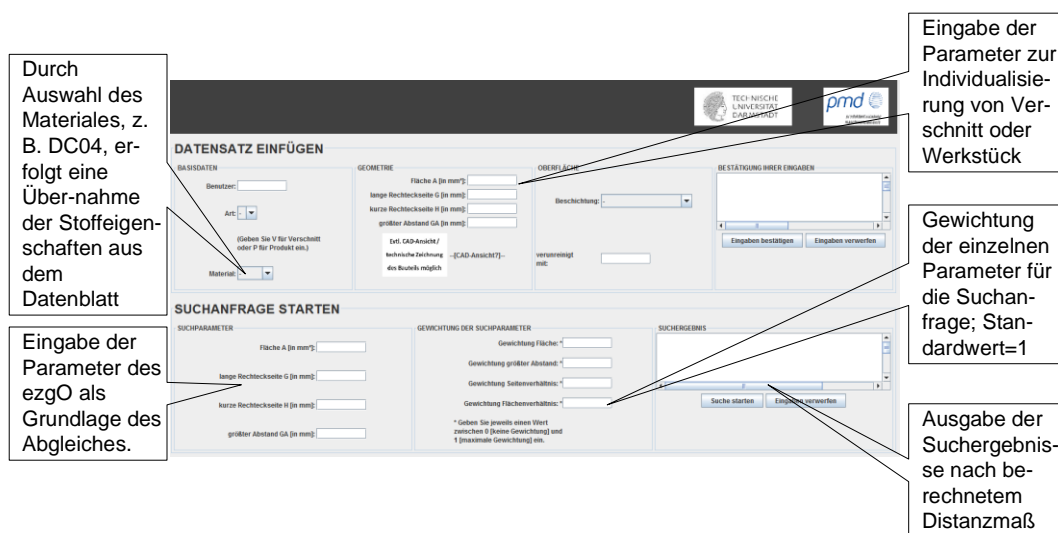 Durch
Auswahl des
Materiales, z.
B. DC04, er-
folgt eine
Über-nahme
der Stoffeigen-
schaften aus
dem
Datenblatt
Eingabe der
Parameter des
ezgO als
Grundlage des
Abgleiches.
TECHNISCHE
UNIVERSITÄT
DARMSTADT
pmd
DATENSATZ EINFÜGEN
BASISDATEN
Benutzer:
Art: -
(Geben Sie V für Verschnitt
oder P für Produkt ein.)
Material: -
GEOMETRIE
Fläche A [in mm²]:
lange Rechteckseite G [in mm]:
kurze Rechteckseite H [in mm]:
größter Abstand GA [in mm]:
Evtl. CAD-Ansicht /
technische Zeichnung
des Bauteils möglich
--[CAD-Ansicht?]--
OBERFLÄCHE
Beschichtung: -
verunreinigt
mit:
BESTÄTIGUNG IHRER EINGABEN
Eingaben bestätigen
Eingaben verwerfen
SUCHANFRAGE STARTEN
SUCHPARAMETER
Fläche A [in mm²]:
lange Rechteckseite G [in mm]:
kurze Rechteckseite H [in mm]:
größter Abstand GA [in mm]:
GEWICHTUNG DER SUCHPARAMETER
Gewichtung Fläche: *
Gewichtung größter Abstand: *
Gewichtung Seitenverhältnis: *
Gewichtung Flächenverhältnis: *
* Geben Sie jeweils einen Wert
zwischen 0 [keine Gewichtung] und
1 [maximale Gewichtung] ein.
SUCHERGEBNIS
Suche starten
Eingaben verwerfen
Eingabe der
Parameter zur
Individualisie-
rung von Ver-
schnitt oder
Werkstück
Gewichtung
der einzelnen
Parameter für
die Suchan-
frage; Stan-
dardwert=1
Ausgabe der
Suchergebnis-
se nach be-
rechnetem
Distanzmaß